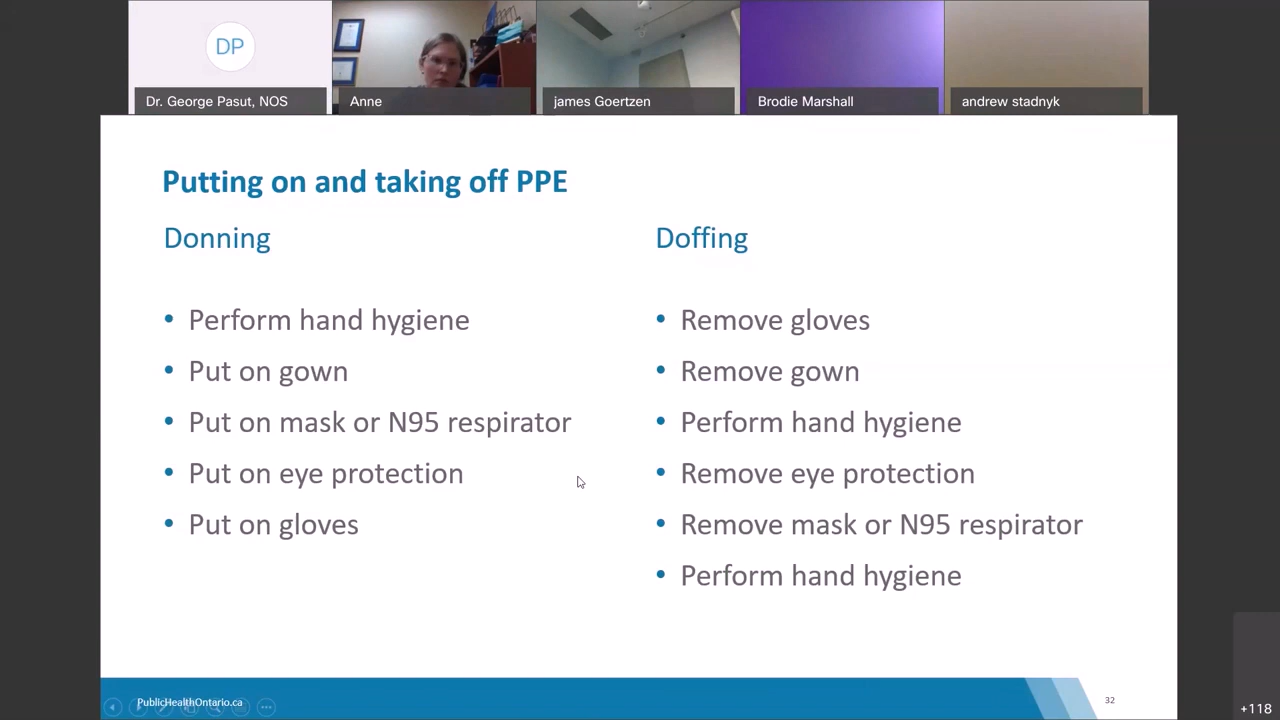 DP
Dr. George Pasut, NOS
Anne
james Goertzen
Brodie Marshall
andrew stadnyk
Putting on and taking off PPE
Donning
• Perform hand hygiene
• Put on gown
• Put on mask or N95 respirator
• Put on eye protection
• Put on gloves
Doffing
• Remove gloves
• Remove gown
• Perform hand hygiene
• Remove eye protection
• Remove mask or N95 respirator
• Perform hand hygiene
PublicHealthOntario.ca
32
+118